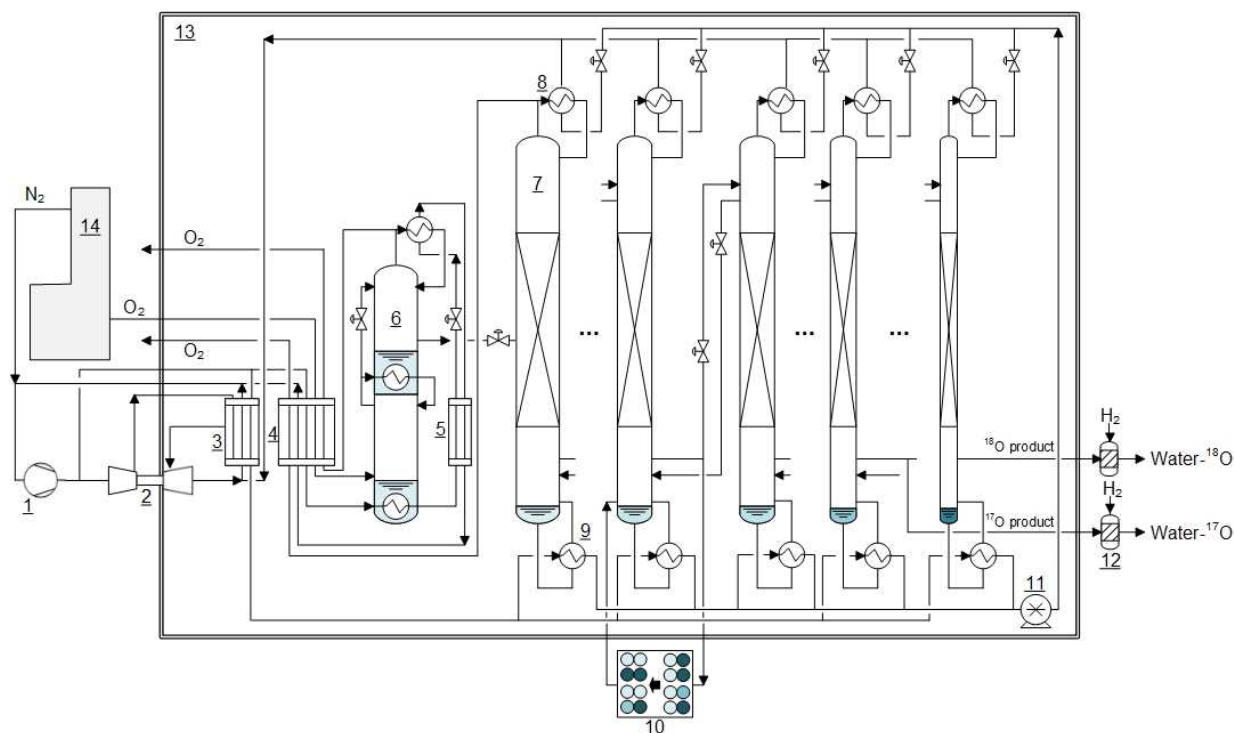 13
8
7
N₂
14
O₂
6
O₂
O₂
...
...
...
5
3
4
H₂
¹⁸O product
Water-¹⁸O
1
2
H₂
¹⁷O product
Water-¹⁷O
9
12
11
10